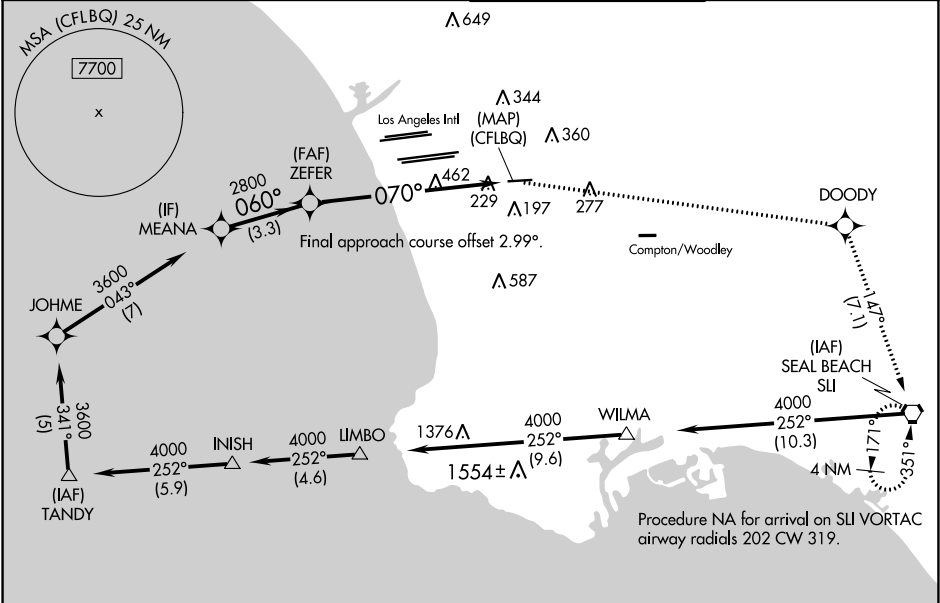 MSA (CFLBQ) 25 NM
7700
x
649
344
(MAP)
(CFLBQ)
360
Los Angeles Intl
(FAF)
ZEFER
462
229
197
277
DOODY
2800
060°
(3.3)
070°
(IF)
MEANA
Final approach course offset 2.99°.
Compton/Woodley
587
3600
043°
(7)
JOHME
147°
(7.1)
(IAF)
SEAL BEACH
SLI
3600
341°
(5)
(IAF)
TANDY
4000
252°
(5.9)
INISH
4000
252°
(4.6)
LIMBO
1376
1554 ±
4000
252°
(9.6)
WILMA
4000
252°
(10.3)
171°
351°
4 NM
Procedure NA for arrival on SLI VORTAC
airway radials 202 CW 319.